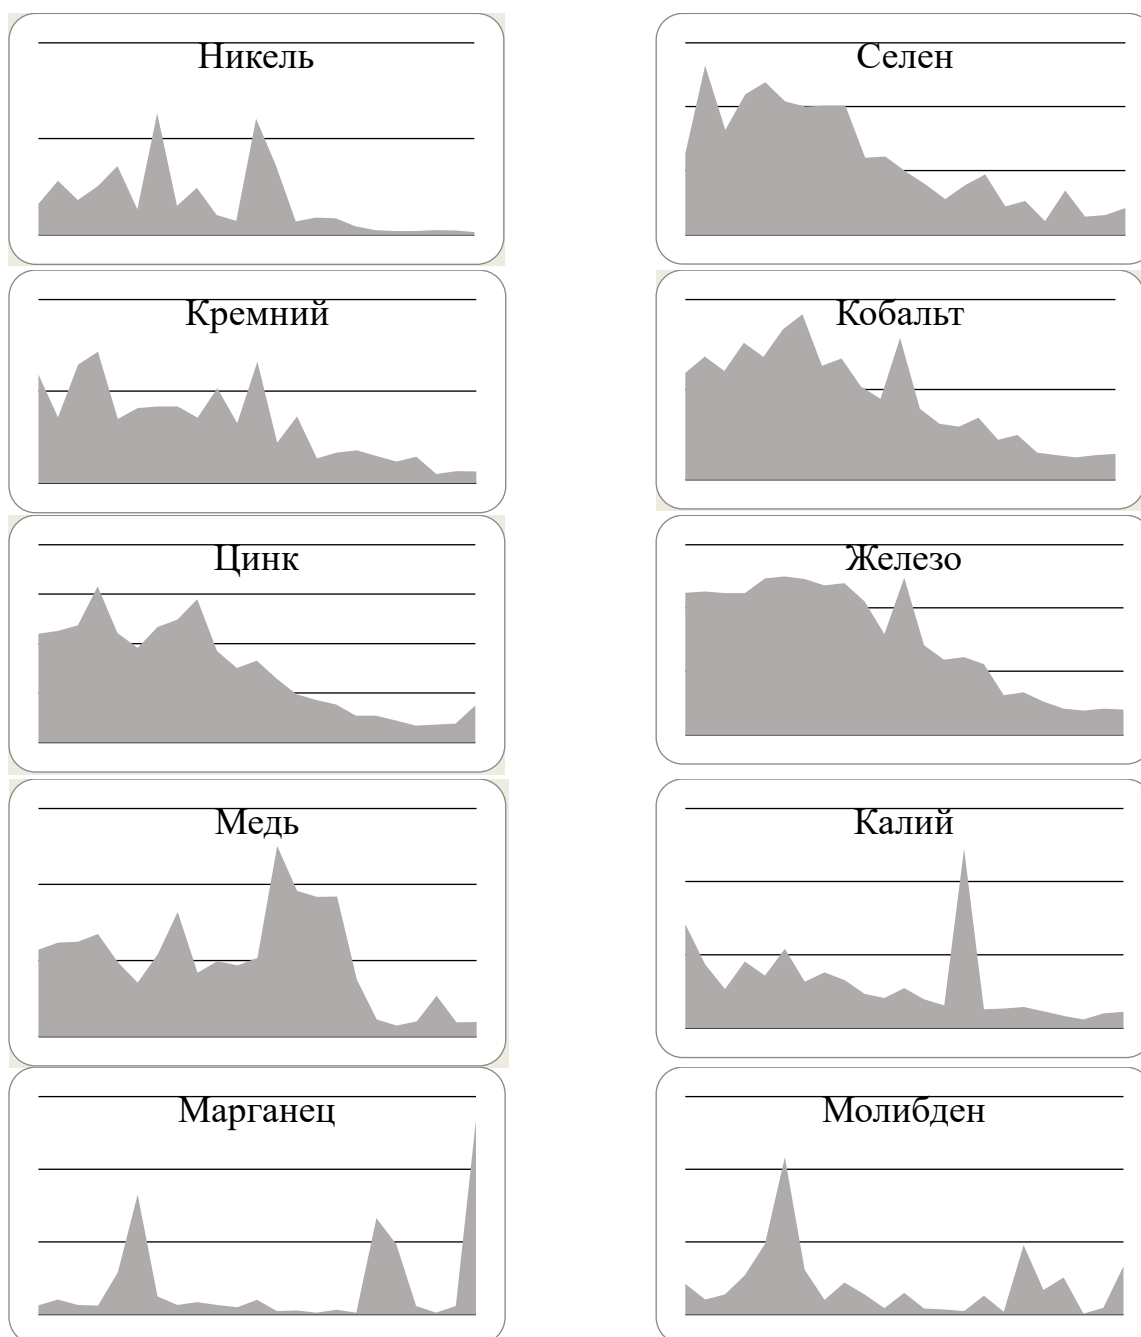 Никель
Селен
Кремний
Кобальт
Цинк
Железо
Медь
Калий
Марганец
Молибден